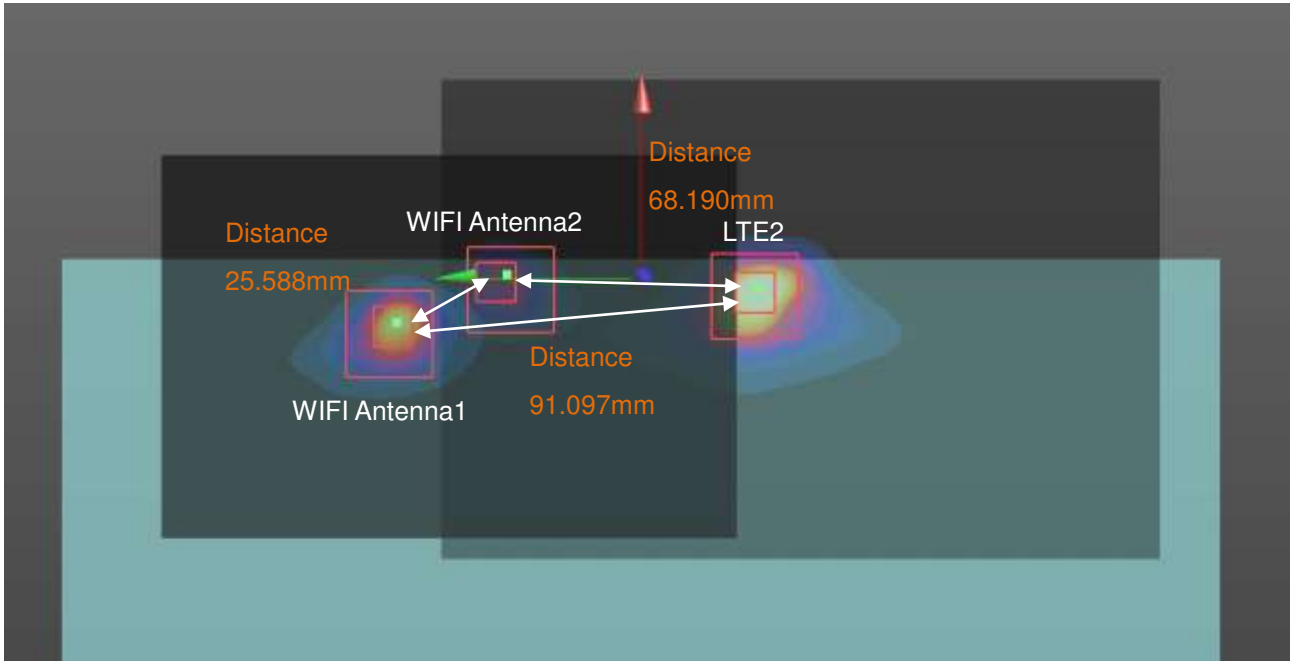 Distance
68.190mm
WIFI Antenna2
LTE2
Distance
25.588mm
Distance
91.097mm
WIFI Antenna1